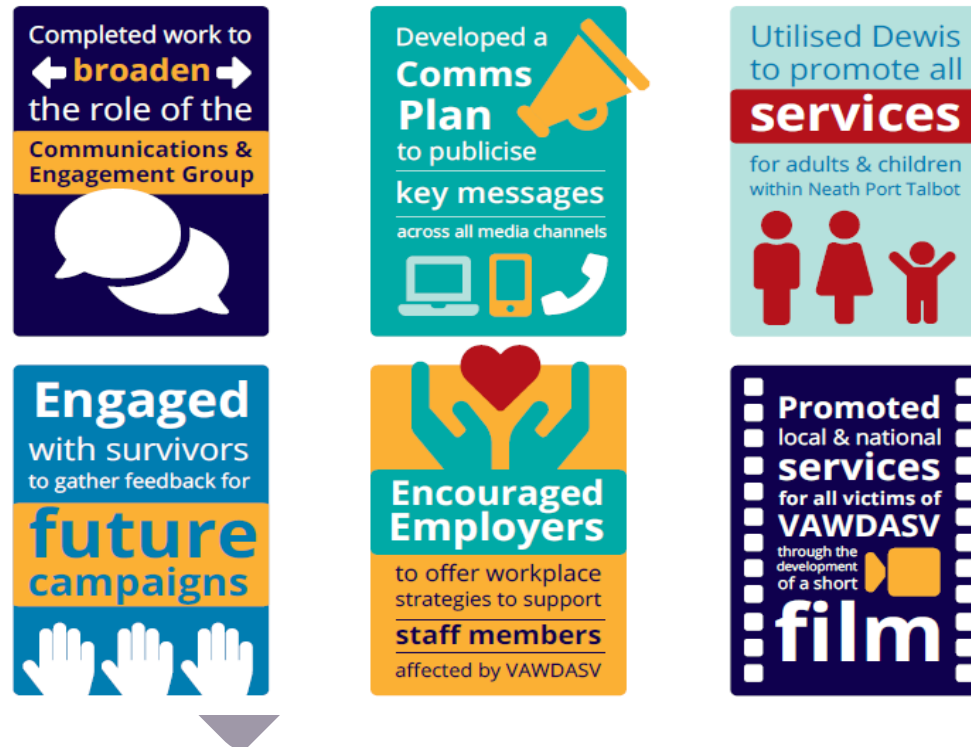 Completed work to
broaden
the role of the
Communications &
Engagement Group
Developed a
Comms
Plan
to publicise
key messages
across all media channels
Utilised Dewis
to promote all
services
for adults & children
within Neath Port Talbot
Engaged
with survivors
to gather feedback for
future
campaigns
Encouraged
Employers
to offer workplace
strategies to support
staff members
affected by VAWDASV
Promoted
local & national
services
for all victims of
VAWDASV
through the
development
of a short
film